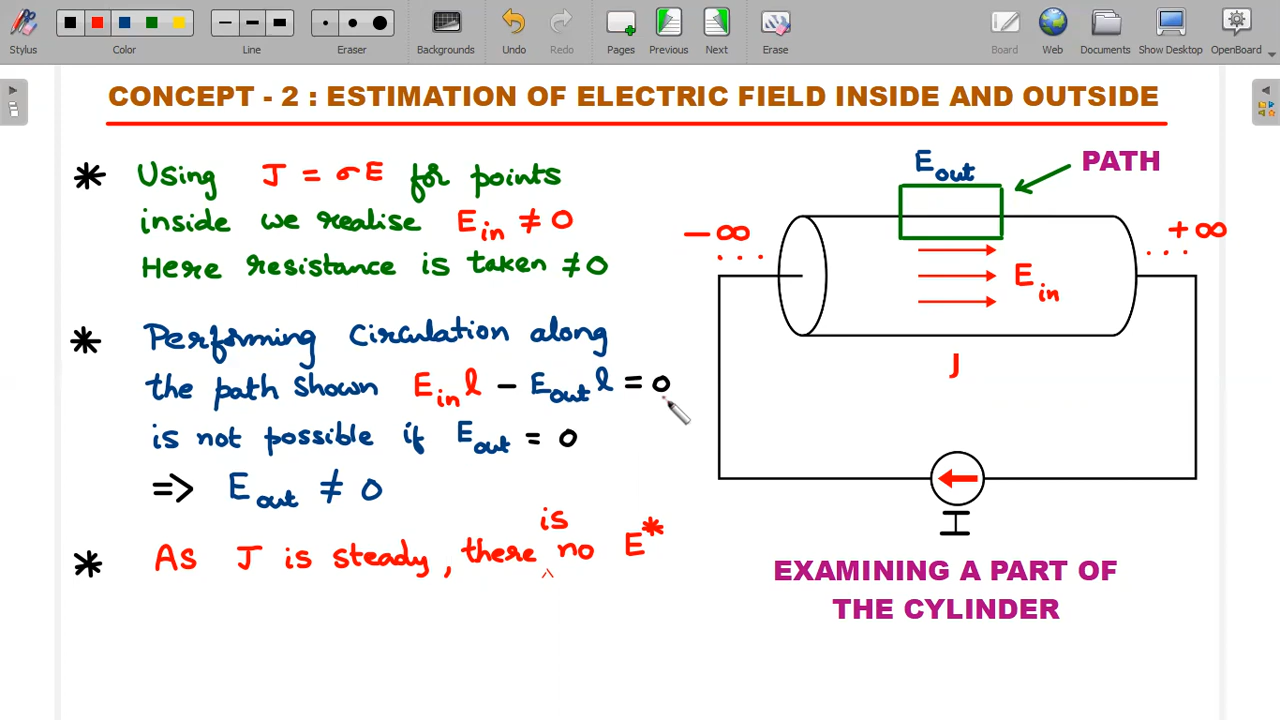 Stylus
Color
Line
Eraser
Backgrounds
Undo
Redo
Pages
Previous
Next
Erase
Board
Web
Documents
Show Desktop
OpenBoard
CONCEPT - 2 : ESTIMATION OF ELECTRIC FIELD INSIDE AND OUTSIDE
* Using J = σE for points
inside we realise E_in ≠ 0
Here resistance is taken ≠ 0
* Performing Circulation along
the path shown E_in l - E_out l = 0
is not possible if E_out = 0
=> E_out ≠ 0
is
* As J is steady, there ^ no E*
E_out
PATH
- ∞
. . .
+ ∞
. . .
E_in
J
I
EXAMINING A PART OF
THE CYLINDER